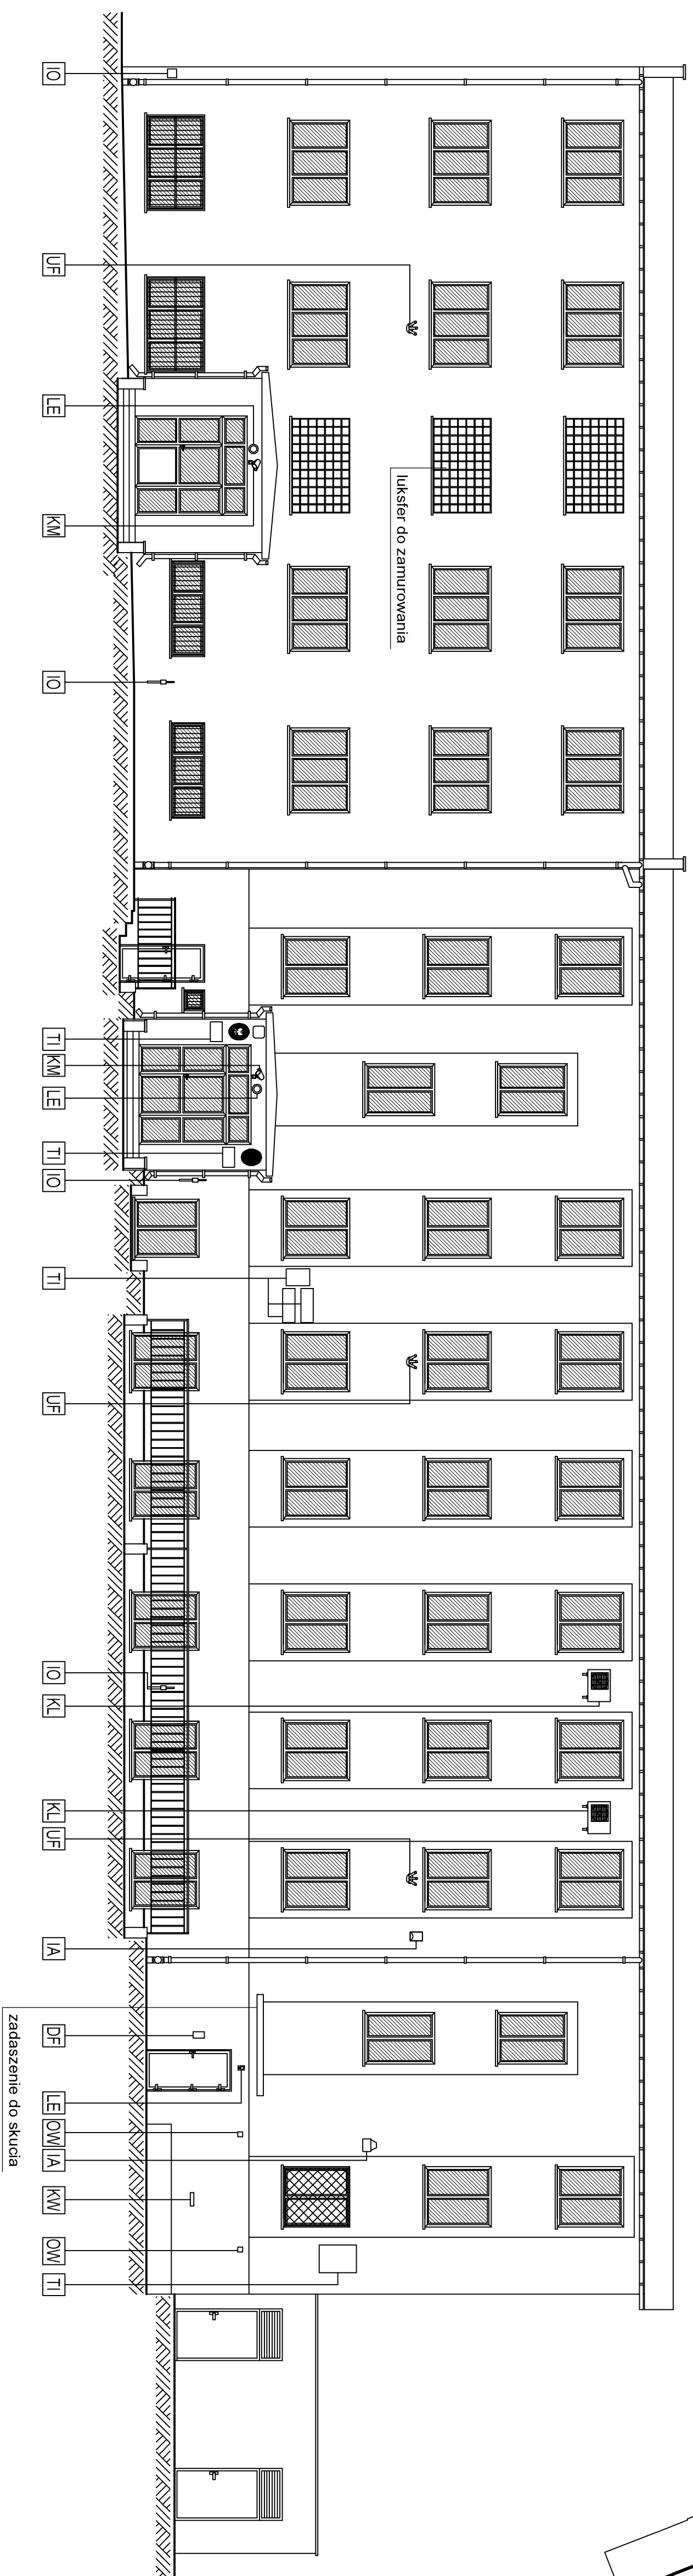 IO
UF
LE
KM
luksfer do zamurowania
IO
TI
KM
LE
TI
IO
TI
UF
IO
KL
KL
UF
IA
DF
zadaszenie do skucia
LE
OW
IA
KW
OW
TI